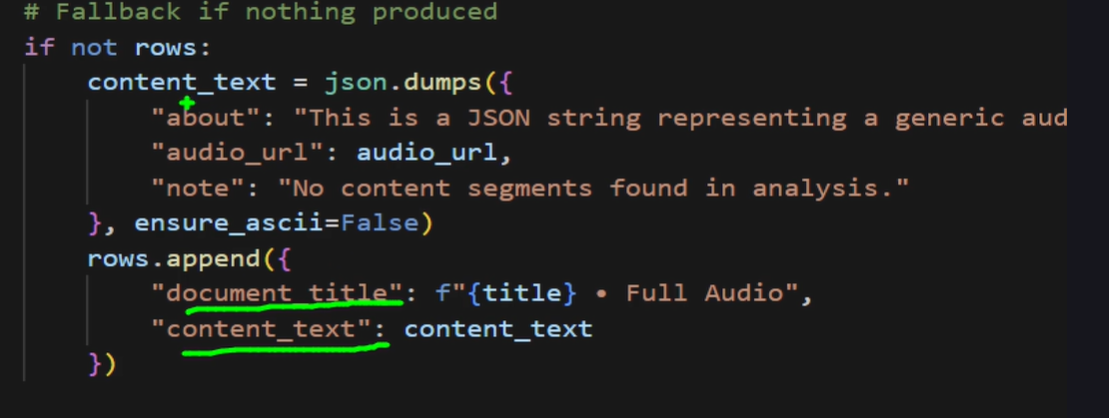 # Fallback if nothing produced
if not rows:
content_text = json.dumps({
"about": "This is a JSON string representing a generic aud
"audio_url": audio_url,
"note": "No content segments found in analysis."
}, ensure_ascii=False)
rows.append({
"document_title": f"{title} • Full Audio",
"content_text": content_text
})